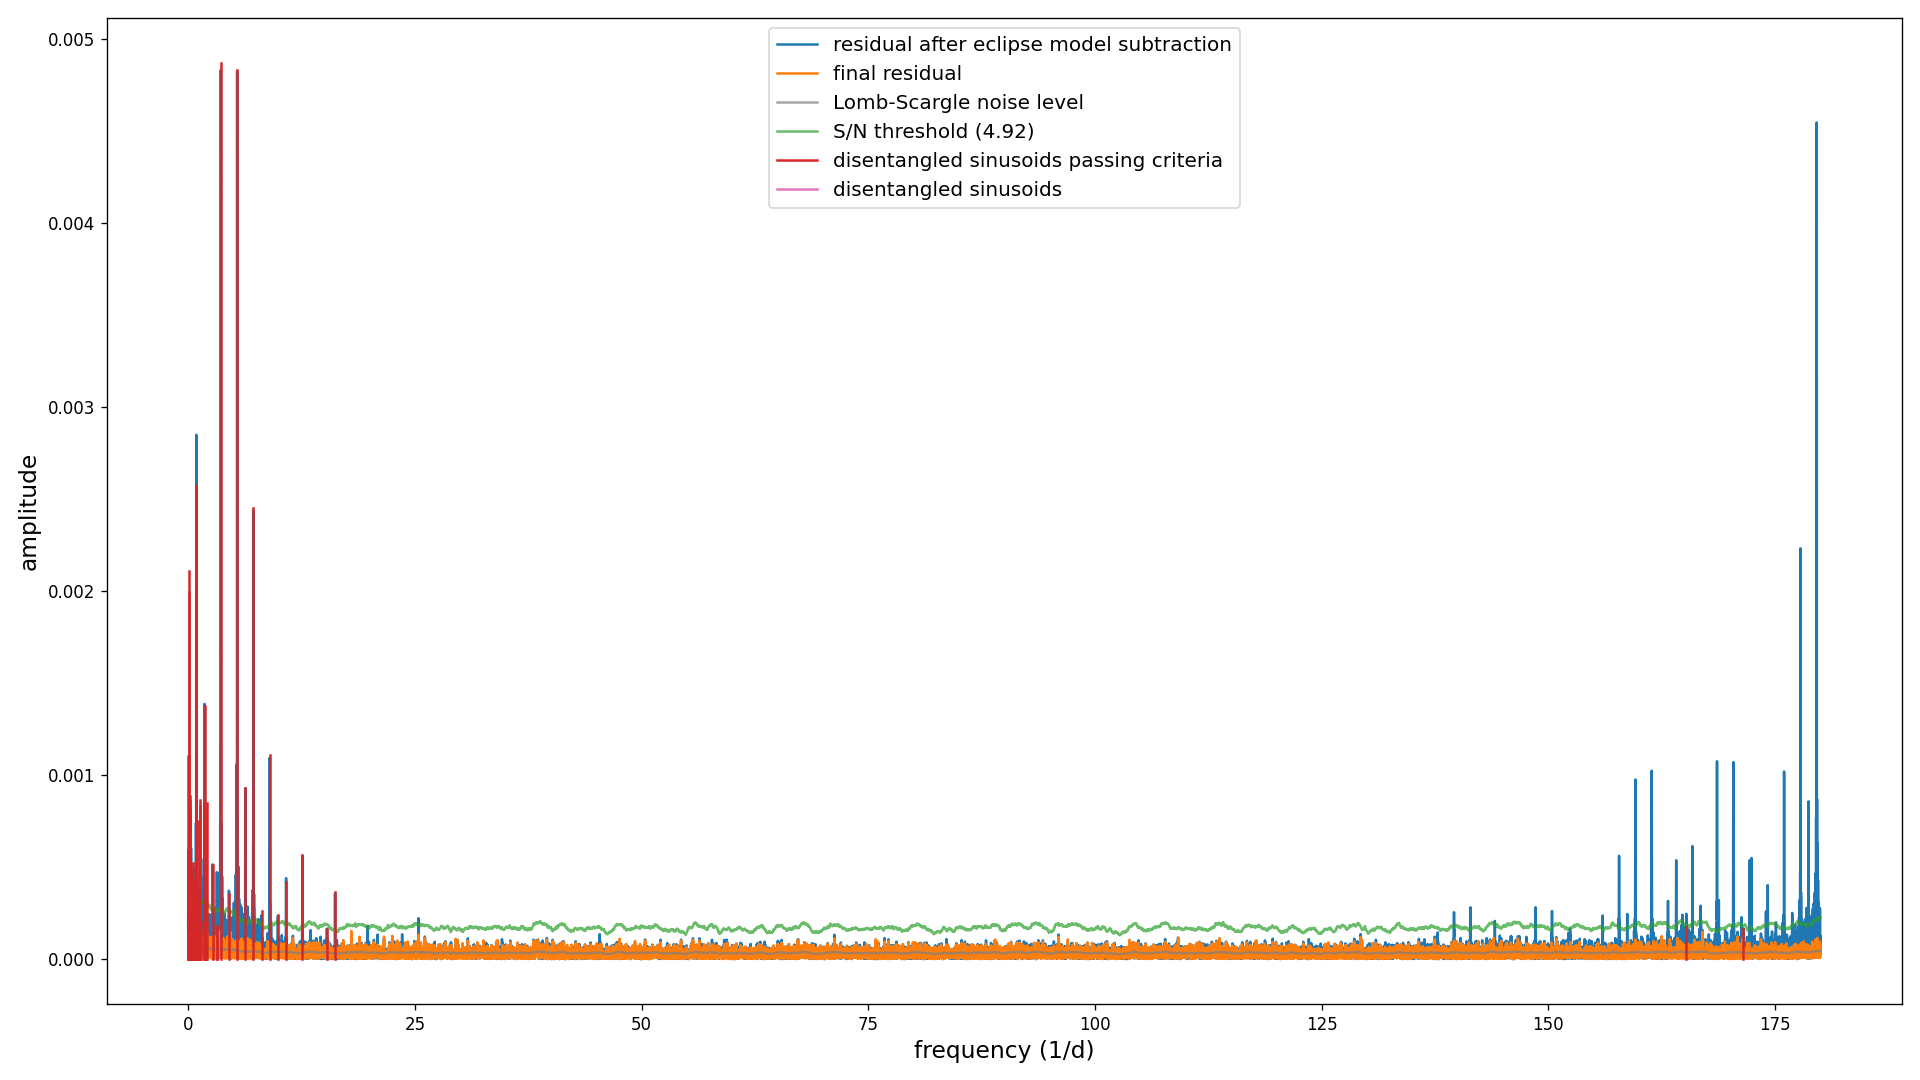 residual after eclipse model subtraction
final residual
Lomb-Scargle noise level
S/N threshold (4.92)
disentangled sinusoids passing criteria
disentangled sinusoids
amplitude
0.005
0.004
0.003
0.002
0.001
0.000
0 25 50 75 100 125 150 175
frequency (1/d)